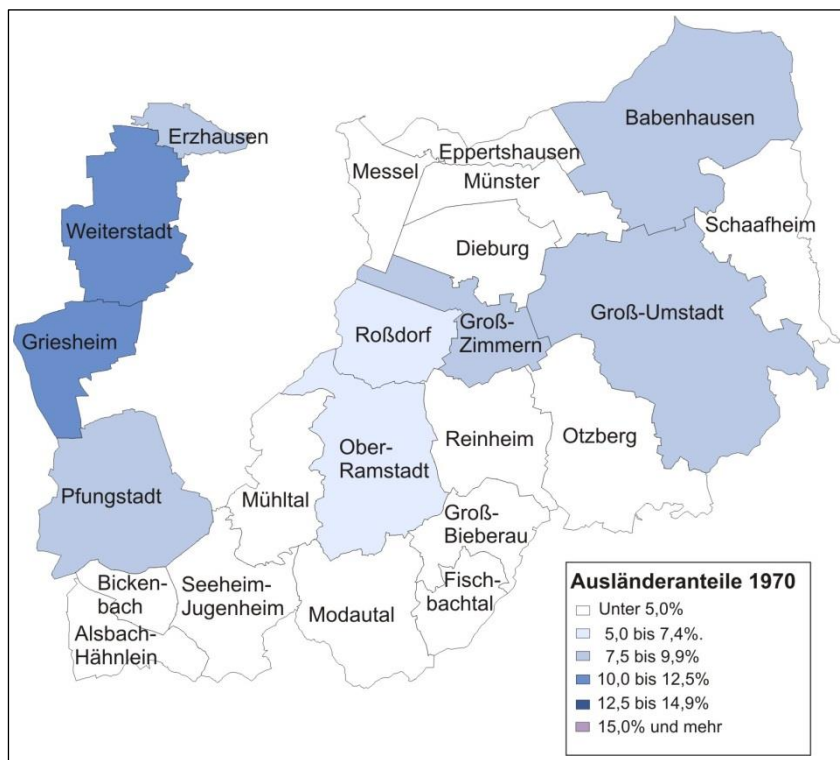 Erzhausen
Babenhausen
Eppertshausen
Messel
Münster
Schaafheim
Weiterstadt
Dieburg
Groß-Umstadt
Griesheim
Roßdorf
Groß-
Zimmern
Ober-
Ramstadt
Reinheim
Otzberg
Pfungstadt
Mühltal
Groß-
Bieberau
Bicken-
bach
Seeheim-
Jugenheim
Fisch-
bachtal
Modautal
Alsbach-
Hähnlein
Ausländeranteile 1970
Unter 5,0%
5,0 bis 7,4%.
7,5 bis 9,9%
10,0 bis 12,5%
12,5 bis 14,9%
15,0% und mehr